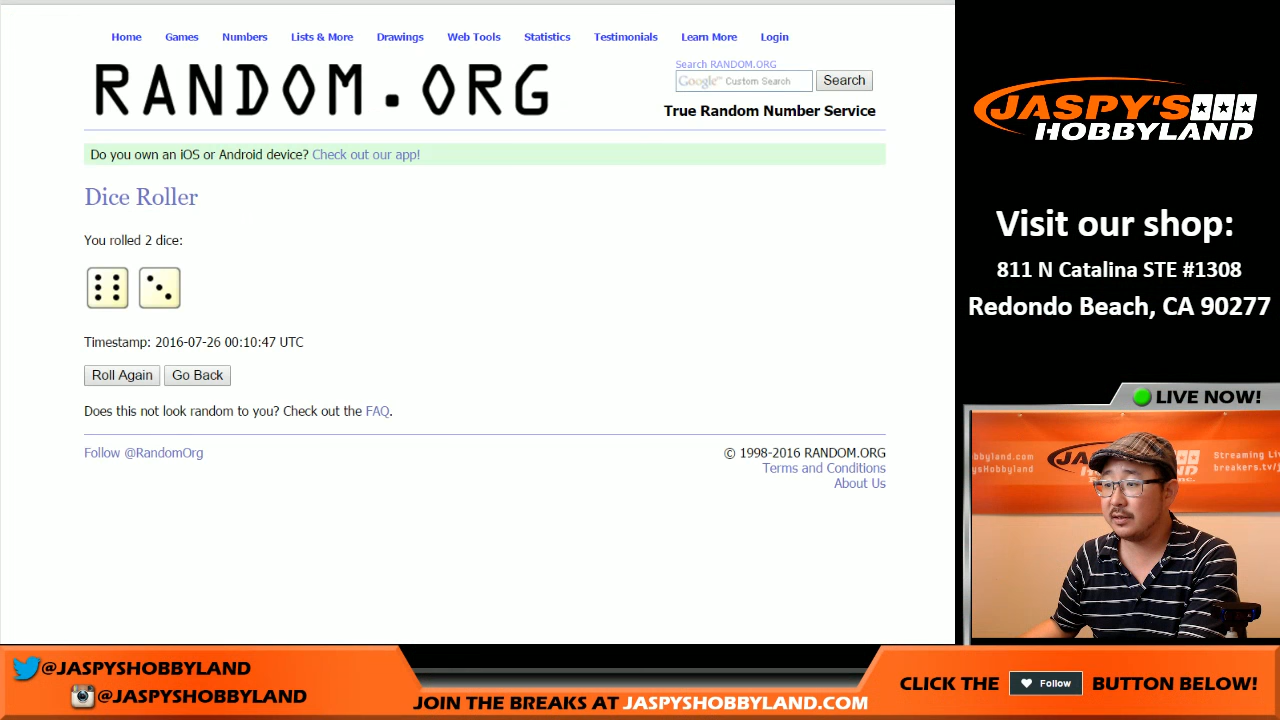 Home Games Numbers Lists & More Drawings Web Tools Statistics Testimonials Learn More Login
RANDOM.ORG
Search RANDOM.ORG
Google™ Custom Search Search
True Random Number Service
Do you own an iOS or Android device? Check out our app!
Dice Roller
You rolled 2 dice:
Timestamp: 2016-07-26 00:10:47 UTC
Roll Again Go Back
Does this not look random to you? Check out the FAQ.
Follow @RandomOrg
© 1998-2016 RANDOM.ORG
Terms and Conditions
About Us
JASPY'S
HOBBYLAND
Visit our shop:
811 N Catalina STE #1308
Redondo Beach, CA 90277
LIVE NOW!
@JASPYSHOBBYLAND
@JASPYSHOBBYLAND
JOIN THE BREAKS AT JASPYSHOBBYLAND.COM
CLICK THE Follow BUTTON BELOW!